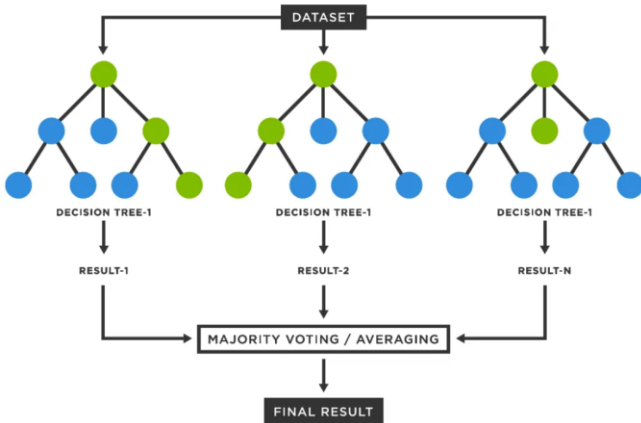 DATASET
DECISION TREE-1
DECISION TREE-1
DECISION TREE-1
RESULT-1
RESULT-2
RESULT-N
MAJORITY VOTING / AVERAGING
FINAL RESULT